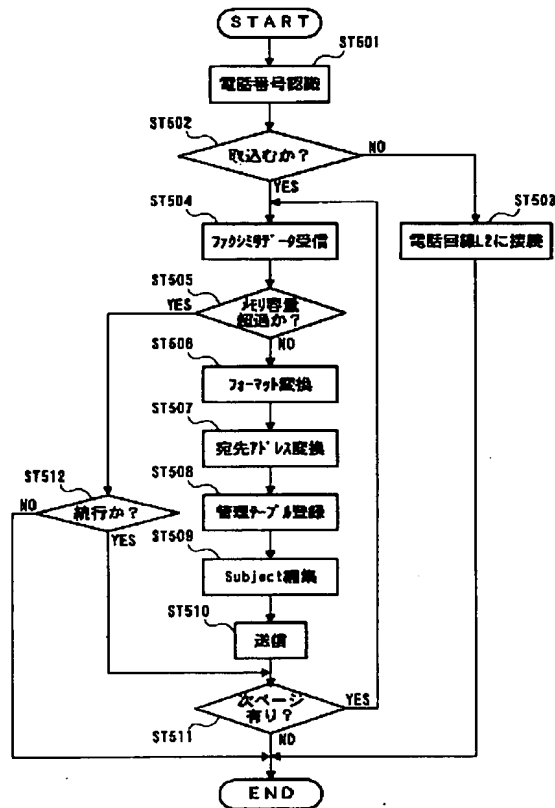 START
ST501
電話番号認識
ST502
取込むか?
NO
YES
ST503
電話回線L2に接続
ST504
ファクシミリデータ受信
ST505
YES
メモリ容量
超過か?
NO
ST506
フォーマット変換
ST507
宛先アドレス変換
ST508
管理テーブル登録
ST512
NO
続行か?
YES
ST509
Subject編集
ST510
送信
次ページ
有り?
YES
ST511
NO
END